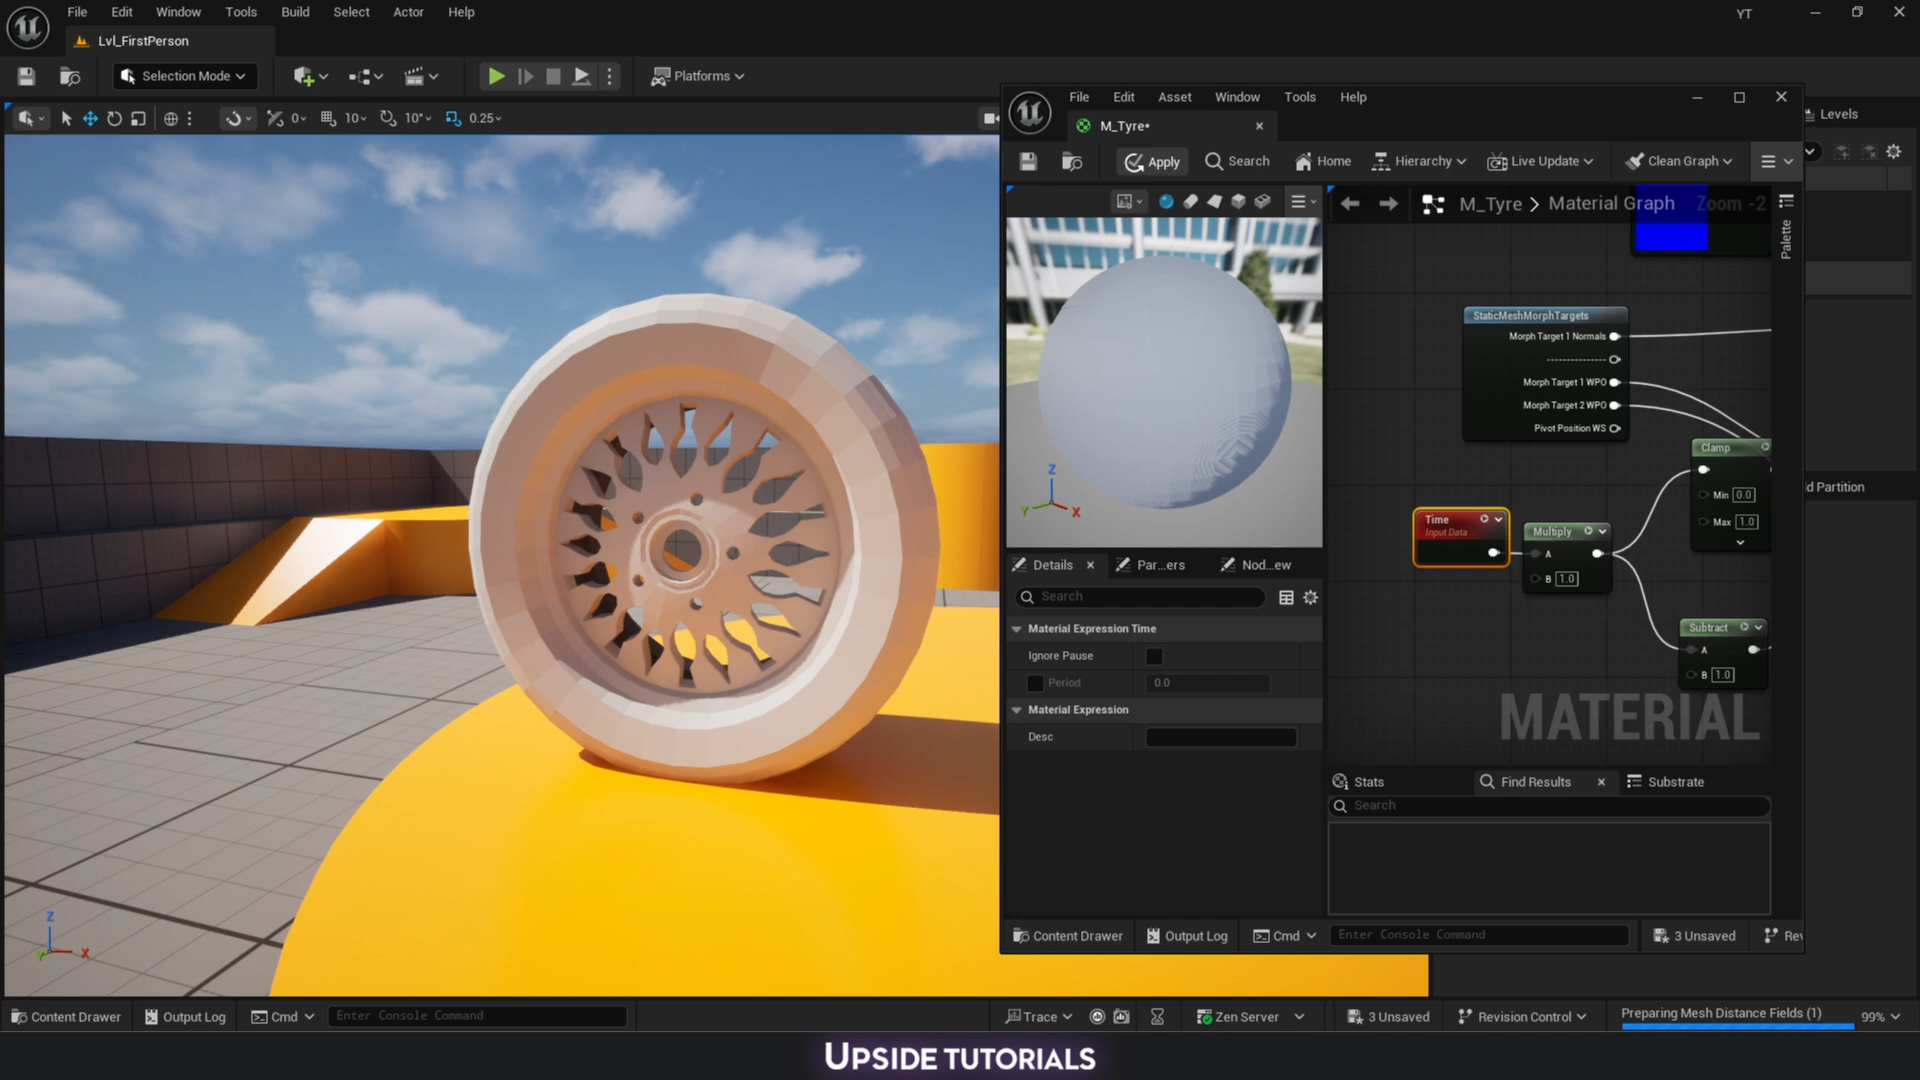 File Edit Window Tools Build Select Actor Help
YT
Lvl_FirstPerson
Selection Mode
Platforms
0 10 10° 0.25
File Edit Asset Window Tools Help
M_Tyre*
Apply Search Home Hierarchy Live Update Clean Graph
Levels
M_Tyre > Material Graph Zoom -2
Palette
StaticMeshMorphTargets
Morph Target 1 Normals
---------------
Morph Target 1 WPO
Morph Target 2 WPO
Pivot Position WS
Clamp
Min 0.0
Max 1.0
d Partition
Time
Input Data
Multiply
A
B 1.0
Subtract
A
B 1.0
MATERIAL
Z
Y
X
Details Par...ers Nod...ew
Search
Material Expression Time
Ignore Pause
Period 0.0
Material Expression
Desc
Stats Find Results Substrate
Search
Content Drawer Output Log Cmd Enter Console Command 3 Unsaved Rev
Z
Y
X
Content Drawer Output Log Cmd Enter Console Command Trace Zen Server 3 Unsaved Revision Control Preparing Mesh Distance Fields (1) 99%
UPSIDE TUTORIALS